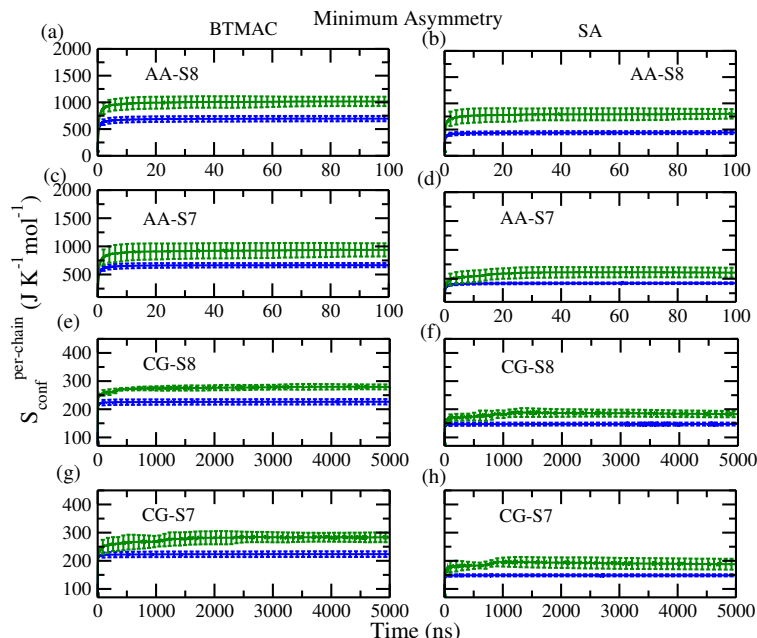 Minimum Asymmetry
BTMAC
SA
(a)
AA-S8
2000
1500
1000
500
0
0 20 40 60 80 100
(b)
AA-S8
0 20 40 60 80 100
(c)
AA-S7
2000
1500
1000
500
0 20 40 60 80 100
(d)
AA-S7
0 20 40 60 80 100
(e)
CG-S8
400
300
200
100
0 1000 2000 3000 4000 5000
(f)
CG-S8
0 1000 2000 3000 4000 5000
(g)
CG-S7
400
300
200
100
0 1000 2000 3000 4000 5000
(h)
CG-S7
0 1000 2000 3000 4000 5000
S_conf^per-chain (J K⁻¹mol⁻¹)
Time (ns)